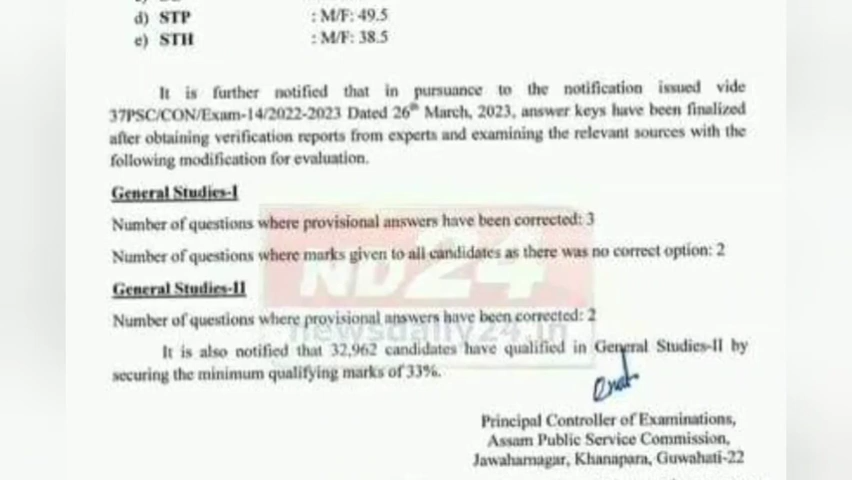 d) STP : M/F: 49.5
e) STH : M/F: 38.5
It is further notified that in pursuance to the notification issued vide
37PSC/CON/Exam-14/2022-2023 Dated 26th March, 2023, answer keys have been finalized
after obtaining verification reports from experts and examining the relevant sources with the
following modification for evaluation.
General Studies-I
Number of questions where provisional answers have been corrected: 3
Number of questions where marks given to all candidates as there was no correct option: 2
ND24
General Studies-II
Number of questions where provisional answers have been corrected: 2
newsdaily24.in
It is also notified that 32,962 candidates have qualified in General Studies-II by
securing the minimum qualifying marks of 33%.
Principal Controller of Examinations,
Assam Public Service Commission,
Jawaharnagar, Khanapara, Guwahati-22